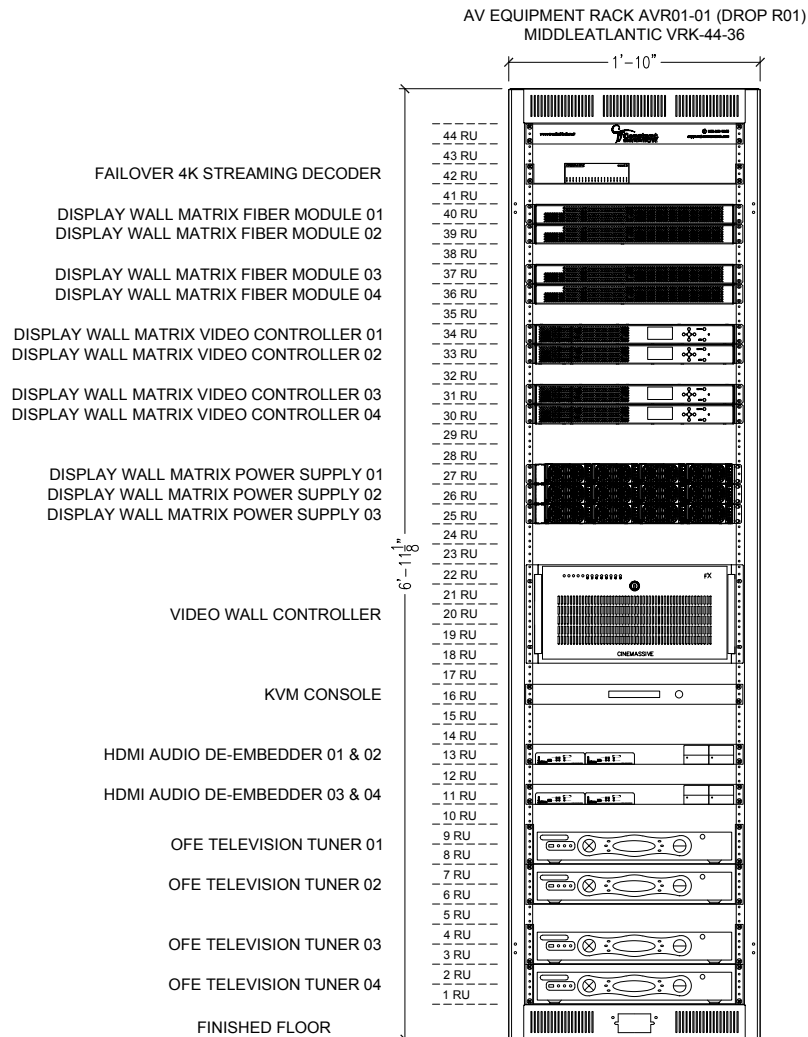 AV EQUIPMENT RACK AVR01-01 (DROP R01)
MIDDLEATLANTIC VRK-44-36
1'-10"
44 RU
43 RU
FAILOVER 4K STREAMING DECODER
42 RU
41 RU
DISPLAY WALL MATRIX FIBER MODULE 01
40 RU
DISPLAY WALL MATRIX FIBER MODULE 02
39 RU
38 RU
DISPLAY WALL MATRIX FIBER MODULE 03
37 RU
DISPLAY WALL MATRIX FIBER MODULE 04
36 RU
35 RU
DISPLAY WALL MATRIX VIDEO CONTROLLER 01
34 RU
DISPLAY WALL MATRIX VIDEO CONTROLLER 02
33 RU
32 RU
DISPLAY WALL MATRIX VIDEO CONTROLLER 03
31 RU
DISPLAY WALL MATRIX VIDEO CONTROLLER 04
30 RU
29 RU
28 RU
DISPLAY WALL MATRIX POWER SUPPLY 01
27 RU
DISPLAY WALL MATRIX POWER SUPPLY 02
26 RU
DISPLAY WALL MATRIX POWER SUPPLY 03
25 RU
24 RU
6'-11 1/8"
23 RU
22 RU
FX
21 RU
VIDEO WALL CONTROLLER
20 RU
19 RU
18 RU
CINEMASSIVE
17 RU
KVM CONSOLE
16 RU
15 RU
14 RU
HDMI AUDIO DE-EMBEDDER 01 & 02
13 RU
12 RU
HDMI AUDIO DE-EMBEDDER 03 & 04
11 RU
10 RU
OFE TELEVISION TUNER 01
9 RU
8 RU
OFE TELEVISION TUNER 02
7 RU
6 RU
5 RU
OFE TELEVISION TUNER 03
4 RU
3 RU
OFE TELEVISION TUNER 04
2 RU
1 RU
FINISHED FLOOR